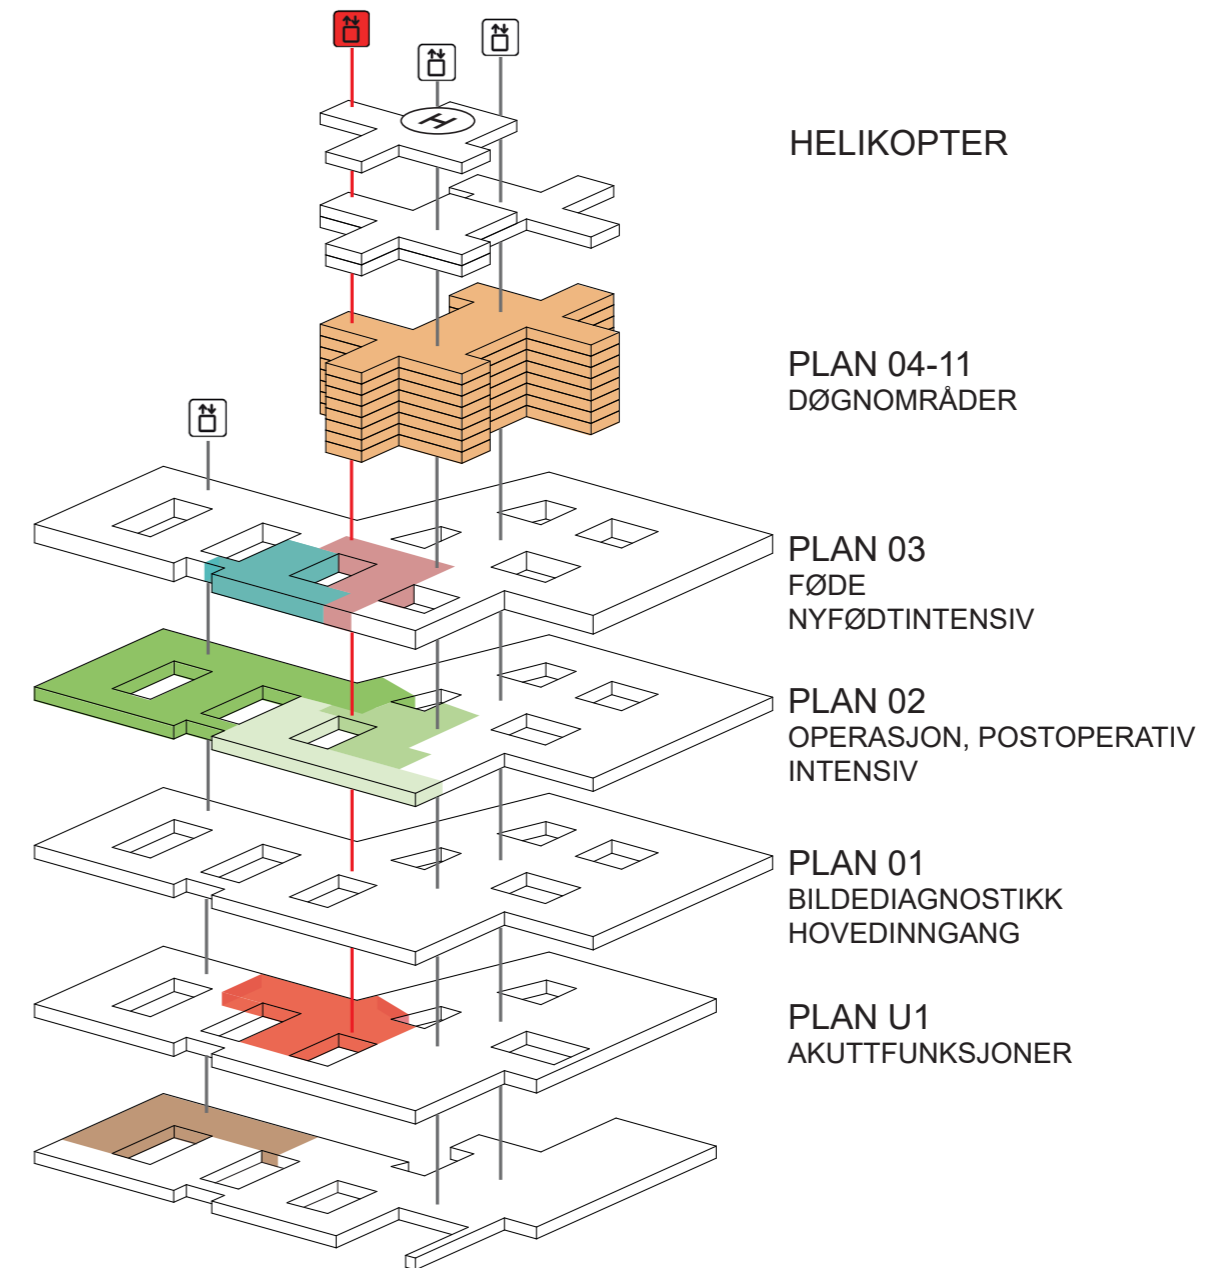 H
HELIKOPTER
PLAN 04-11
DØGNOMRÅDER
PLAN 03
FØDE
NYFØDTINTENSIV
PLAN 02
OPERASJON, POSTOPERATIV
INTENSIV
PLAN 01
BILDEDIAGNOSTIKK
HOVEDINNGANG
PLAN U1
AKUTTFUNKSJONER